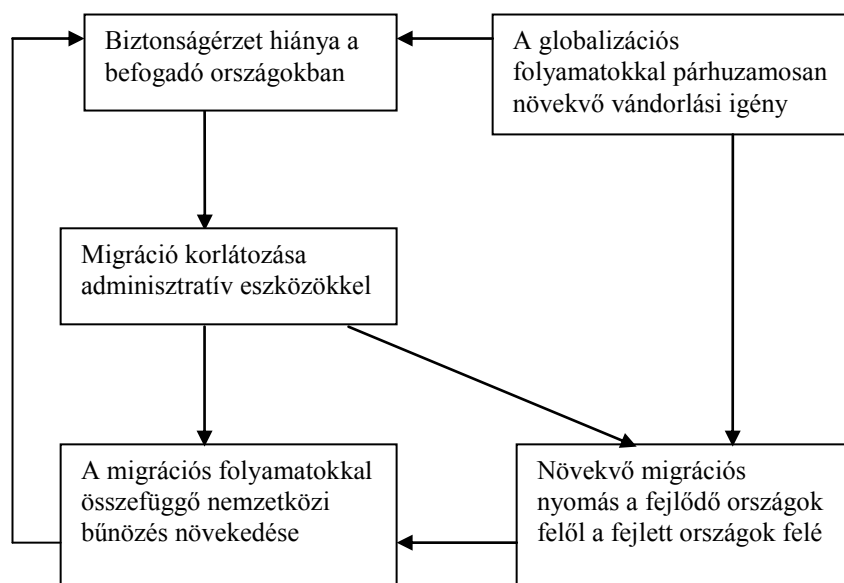 Biztonságérzet hiánya a
befogadó országokban
A globalizációs
folyamatokkal párhuzamosan
növekvő vándorlási igény
Migráció korlátozása
adminisztratív eszközökkel
A migrációs folyamatokkal
összefüggő nemzetközi
bűnözés növekedése
Növekvő migrációs
nyomás a fejlődő országok
felől a fejlett országok felé